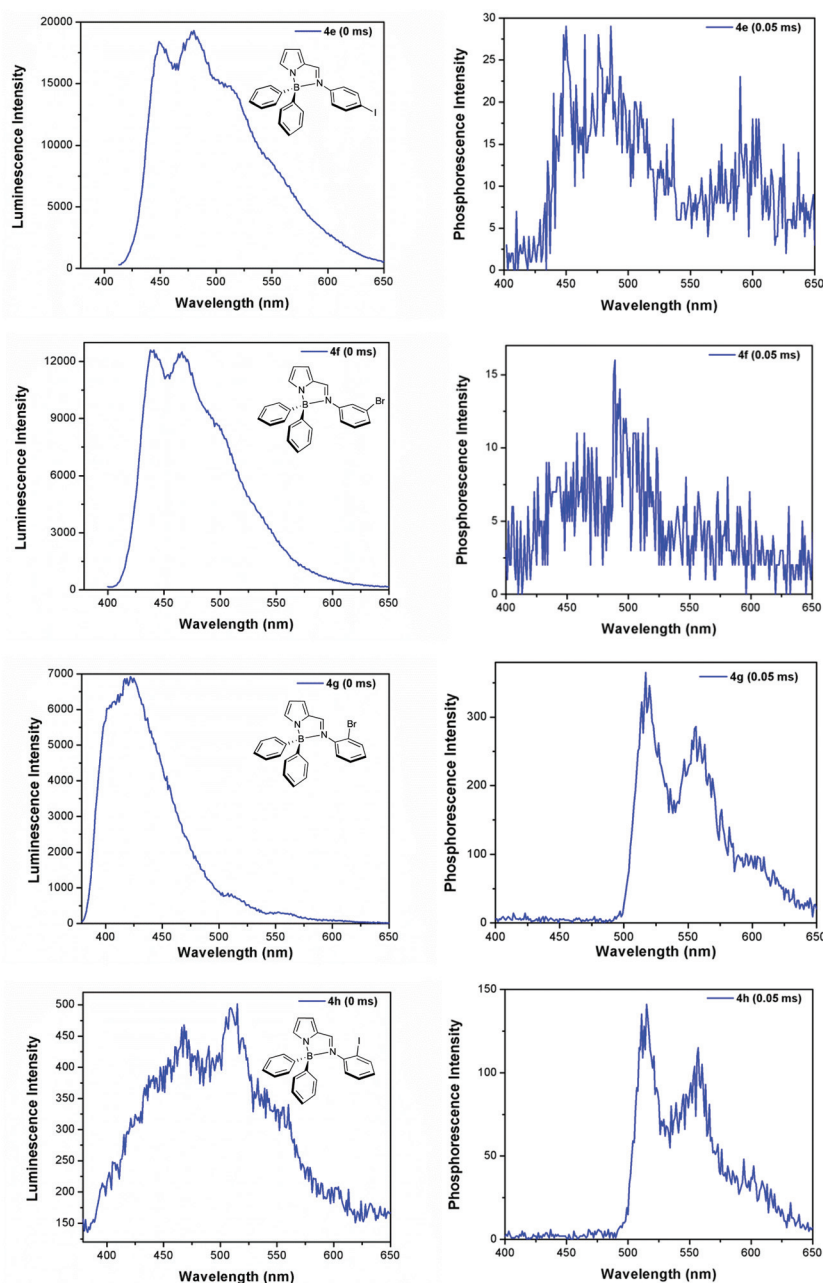 4e (0 ms)
Luminescence Intensity
20000
15000
10000
5000
0
N
B
N
I
400 450 500 550 600 650
Wavelength (nm)
4e (0.05 ms)
Phosphorescence Intensity
30
25
20
15
10
5
0
400 450 500 550 600 650
Wavelength (nm)
4f (0 ms)
Luminescence Intensity
12000
9000
6000
3000
0
Br
N
B
N
400 450 500 550 600 650
Wavelength (nm)
4f (0.05 ms)
Phosphorescence Intensity
15
10
5
0
400 450 500 550 600 650
Wavelength (nm)
4g (0 ms)
Luminescence Intensity
7000
6000
5000
4000
3000
2000
1000
0
Br
N
B
N
400 450 500 550 600 650
Wavelength (nm)
4g (0.05 ms)
Phosphorescence Intensity
300
200
100
0
400 450 500 550 600 650
Wavelength (nm)
4h (0 ms)
Luminescence Intensity
500
450
400
350
300
250
200
150
I
N
B
N
400 450 500 550 600 650
Wavelength (nm)
4h (0.05 ms)
Phosphorescence Intensity
150
100
50
0
400 450 500 550 600 650
Wavelength (nm)